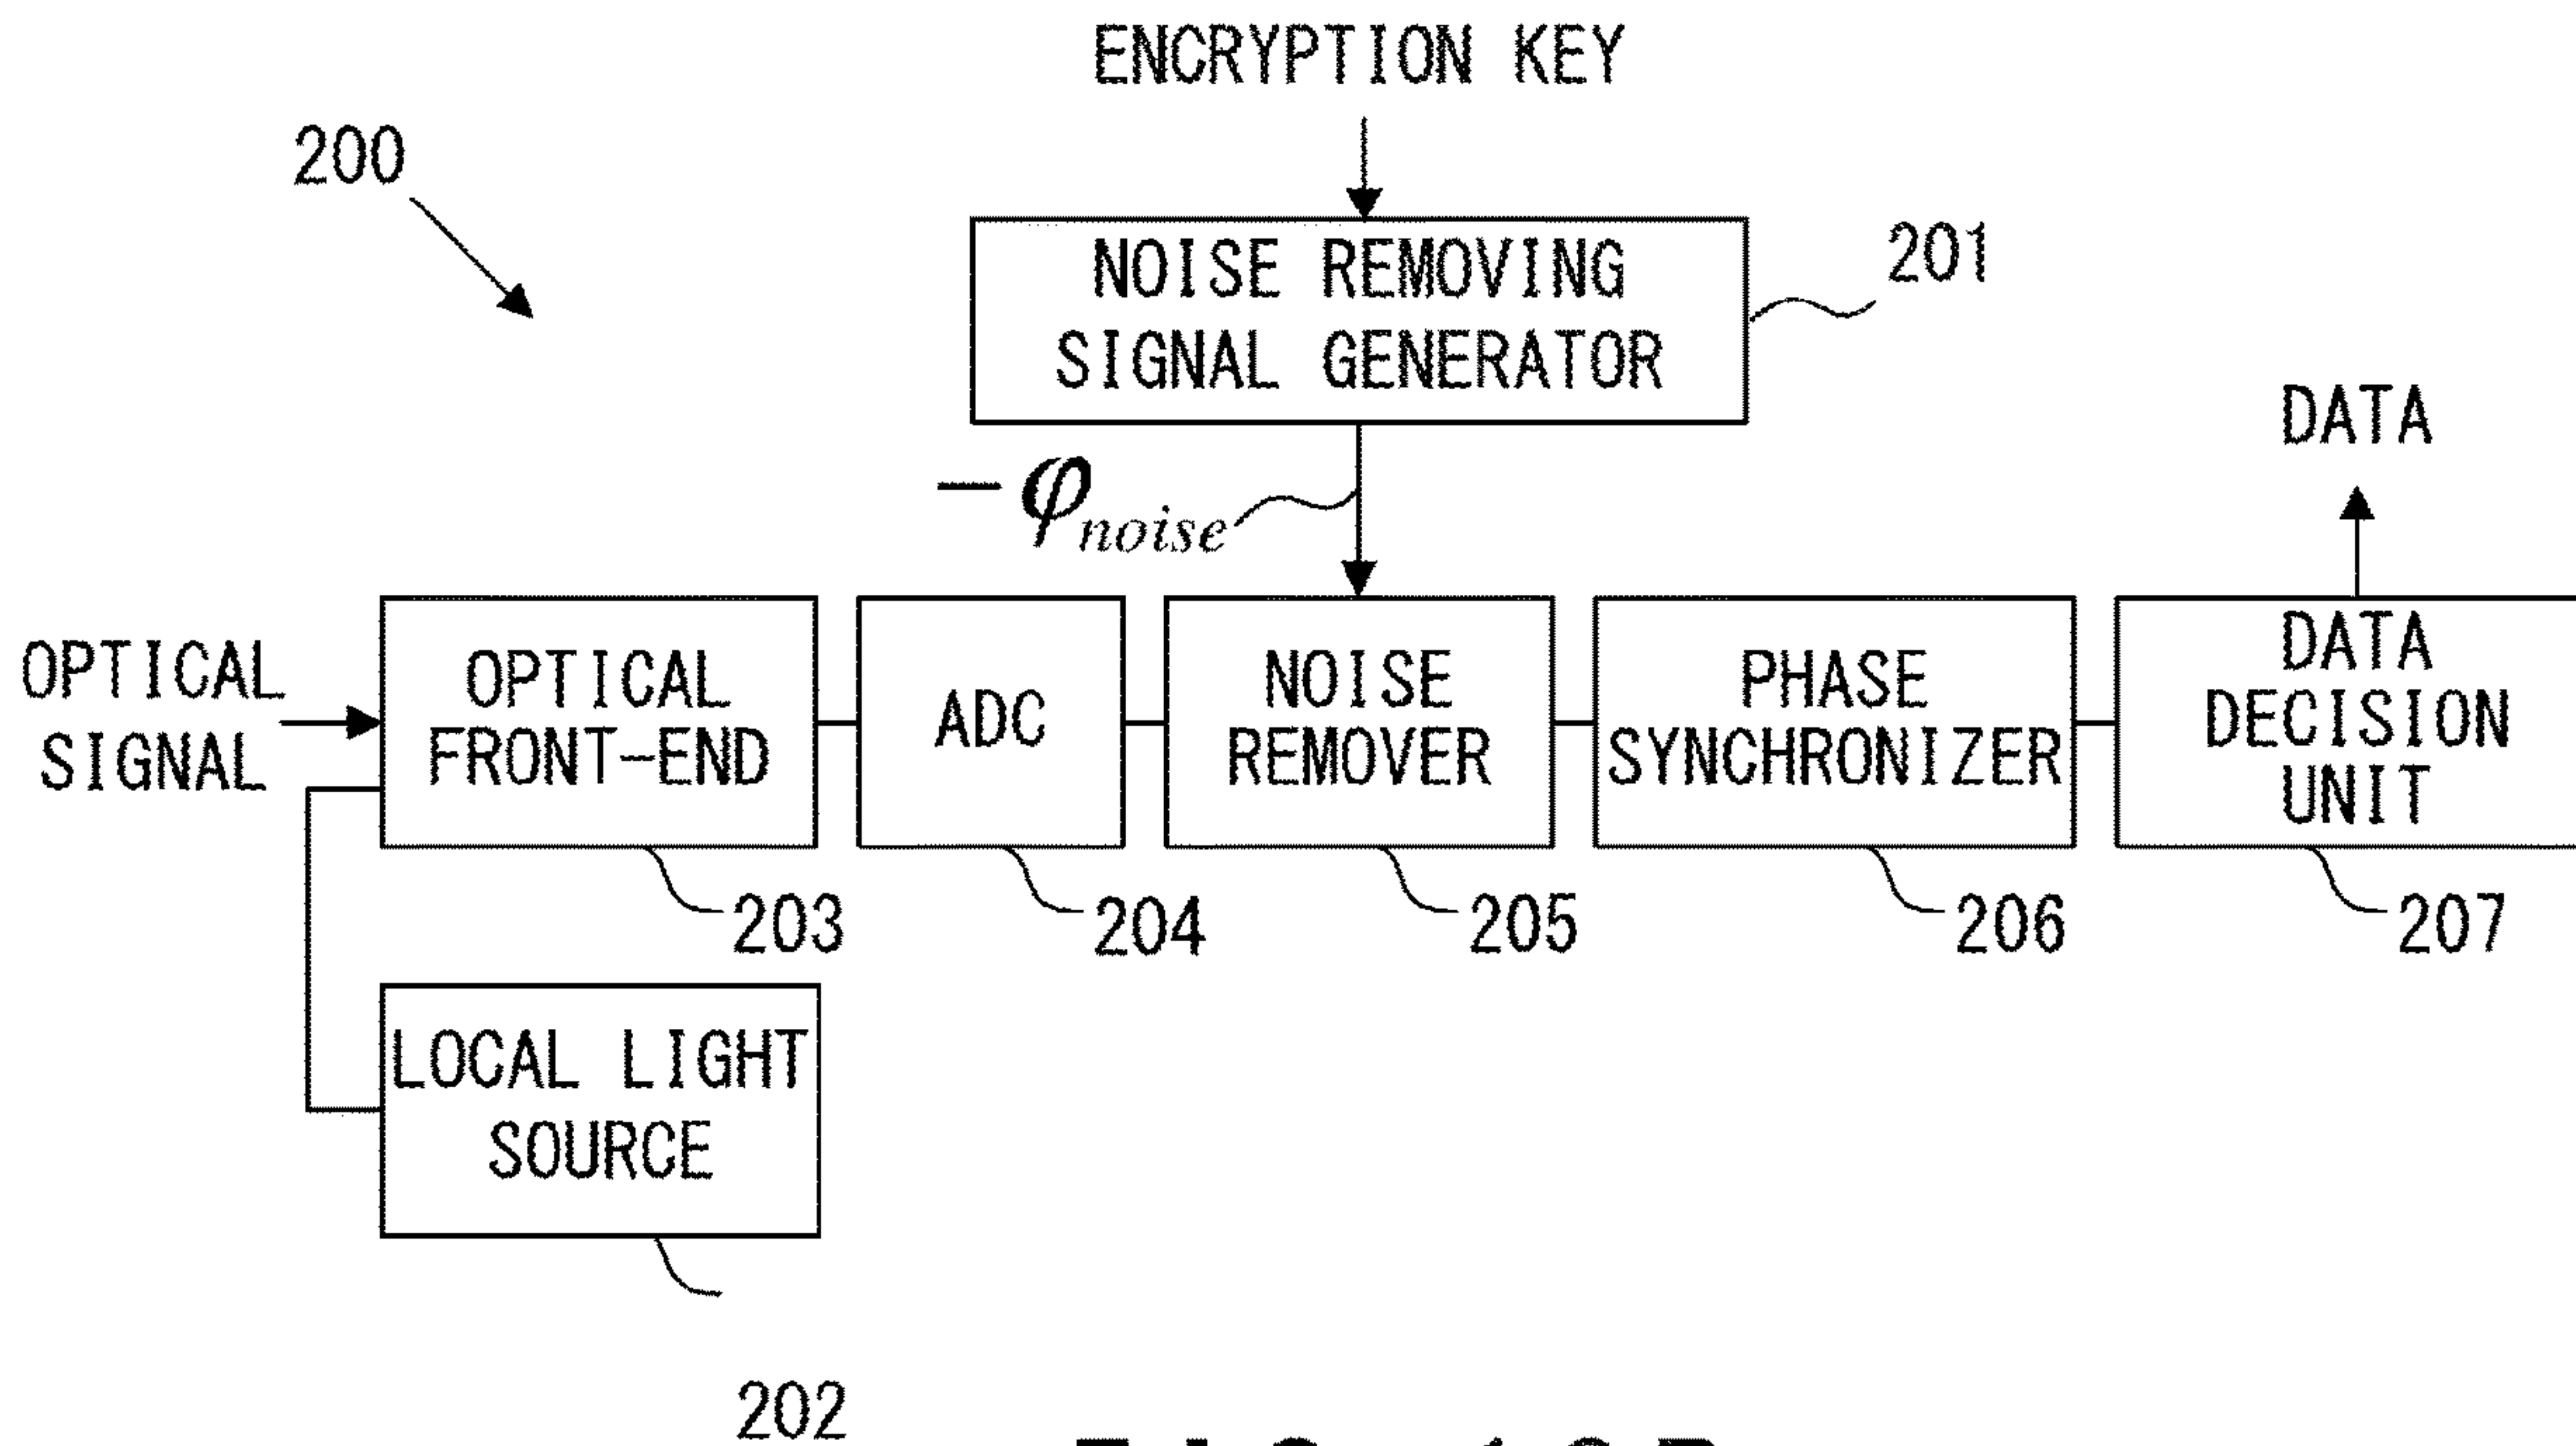 ENCRYPTION KEY
200
NOISE REMOVING
SIGNAL GENERATOR
201
DATA
−φnoise
OPTICAL
SIGNAL
OPTICAL
FRONT-END
ADC
NOISE
REMOVER
PHASE
SYNCHRONIZER
DATA
DECISION
UNIT
203
204
205
206
207
LOCAL LIGHT
SOURCE
202